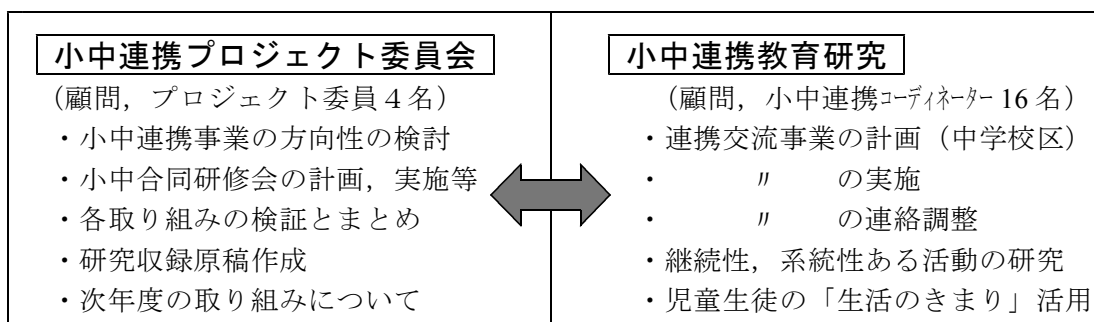 小中連携プロジェクト委員会
(顧問，プロジェクト委員４名)
・小中連携事業の方向性の検討
・小中合同研修会の計画，実施等
・各取り組みの検証とまとめ
・研究収録原稿作成
・次年度の取り組みについて
小中連携教育研究
(顧問，小中連携ｺｰﾃﾞｨﾈｰﾀｰ 16 名)
・連携交流事業の計画（中学校区）
・　　　〃　　　の実施
・　　　〃　　　の連絡調整
・継続性，系統性ある活動の研究
・児童生徒の「生活のきまり」活用